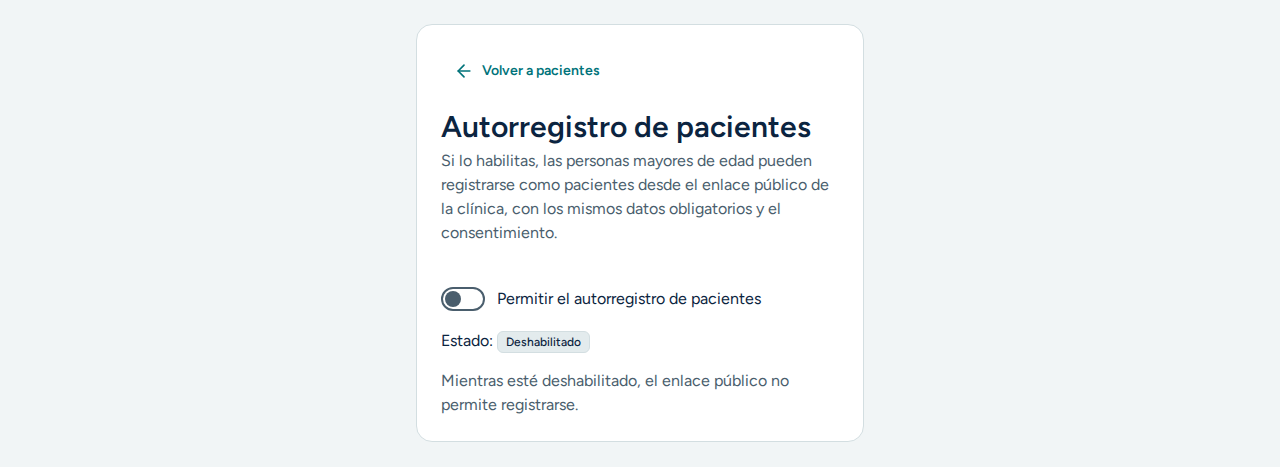 Volver a pacientes
Autorregistro de pacientes
Si lo habilitas, las personas mayores de edad pueden
registrarse como pacientes desde el enlace público de
la clínica, con los mismos datos obligatorios y el
consentimiento.
Permitir el autorregistro de pacientes
Estado: Deshabilitado
Mientras esté deshabilitado, el enlace público no
permite registrarse.